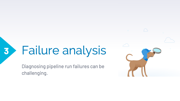 3
Failure analysis
Diagnosing pipeline run failures can be
challenging.